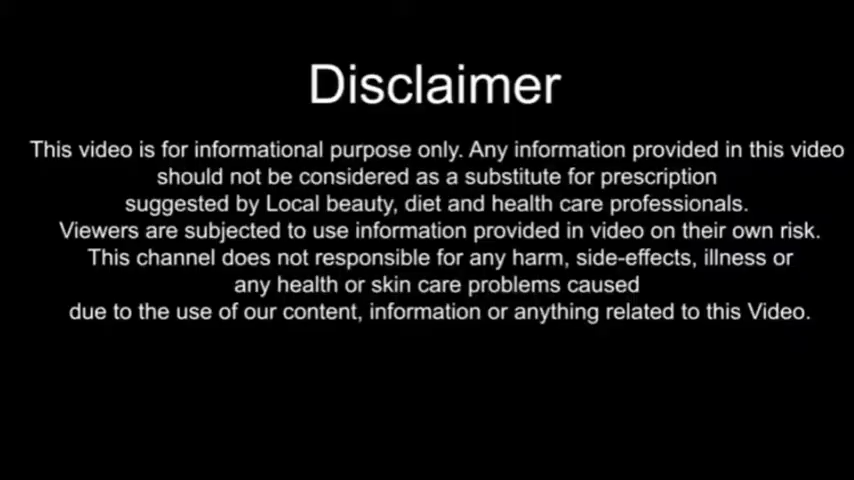 Disclaimer
This video is for informational purpose only. Any information provided in this video
should not be considered as a substitute for prescription
suggested by Local beauty, diet and health care professionals.
Viewers are subjected to use information provided in video on their own risk.
This channel does not responsible for any harm, side-effects, illness or
any health or skin care problems caused
due to the use of our content, information or anything related to this Video.